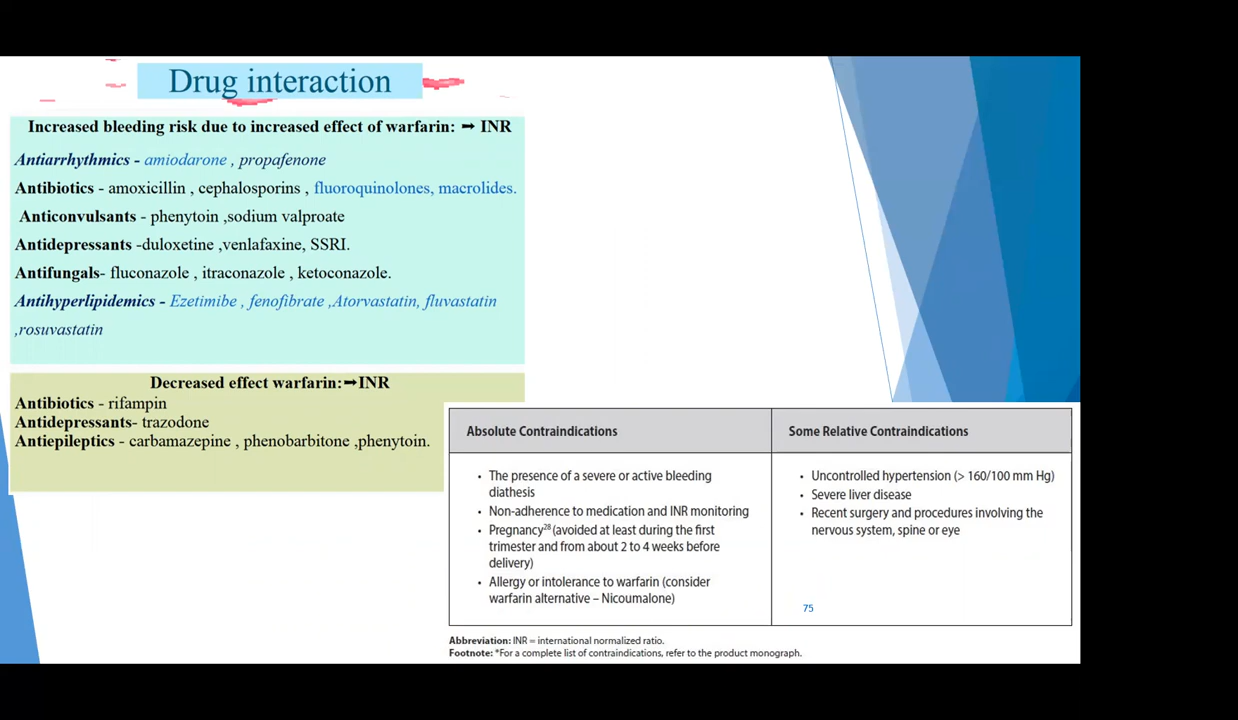 Drug interaction
Increased bleeding risk due to increased effect of warfarin: ➡ INR
Antiarrhythmics - amiodarone , propafenone
Antibiotics - amoxicillin , cephalosporins , fluoroquinolones, macrolides.
Anticonvulsants - phenytoin ,sodium valproate
Antidepressants -duloxetine ,venlafaxine, SSRI.
Antifungals- fluconazole , itraconazole , ketoconazole.
Antihyperlipidemics - Ezetimibe , fenofibrate ,Atorvastatin, fluvastatin
,rosuvastatin
Decreased effect warfarin:➡INR
Antibiotics - rifampin
Antidepressants- trazodone
Antiepileptics - carbamazepine , phenobarbitone ,phenytoin.
Absolute Contraindications
• The presence of a severe or active bleeding
diathesis
• Non-adherence to medication and INR monitoring
• Pregnancy28 (avoided at least during the first
trimester and from about 2 to 4 weeks before
delivery)
• Allergy or intolerance to warfarin (consider
warfarin alternative – Nicoumalone)
Some Relative Contraindications
• Uncontrolled hypertension (> 160/100 mm Hg)
• Severe liver disease
• Recent surgery and procedures involving the
nervous system, spine or eye
75
Abbreviation: INR = international normalized ratio.
Footnote: *For a complete list of contraindications, refer to the product monograph.